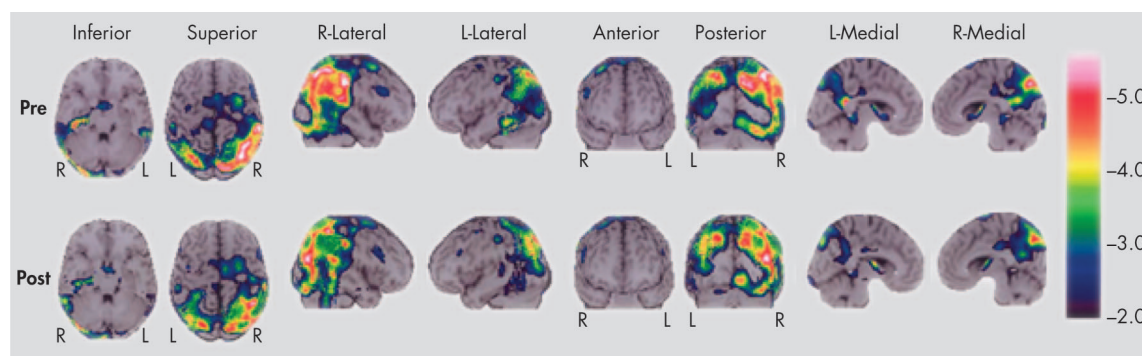 Inferior Superior R-Lateral L-Lateral Anterior Posterior L-Medial R-Medial
Pre
R L L R R L L R
Post
R L L R R L L R
–5.0
–4.0
–3.0
–2.0